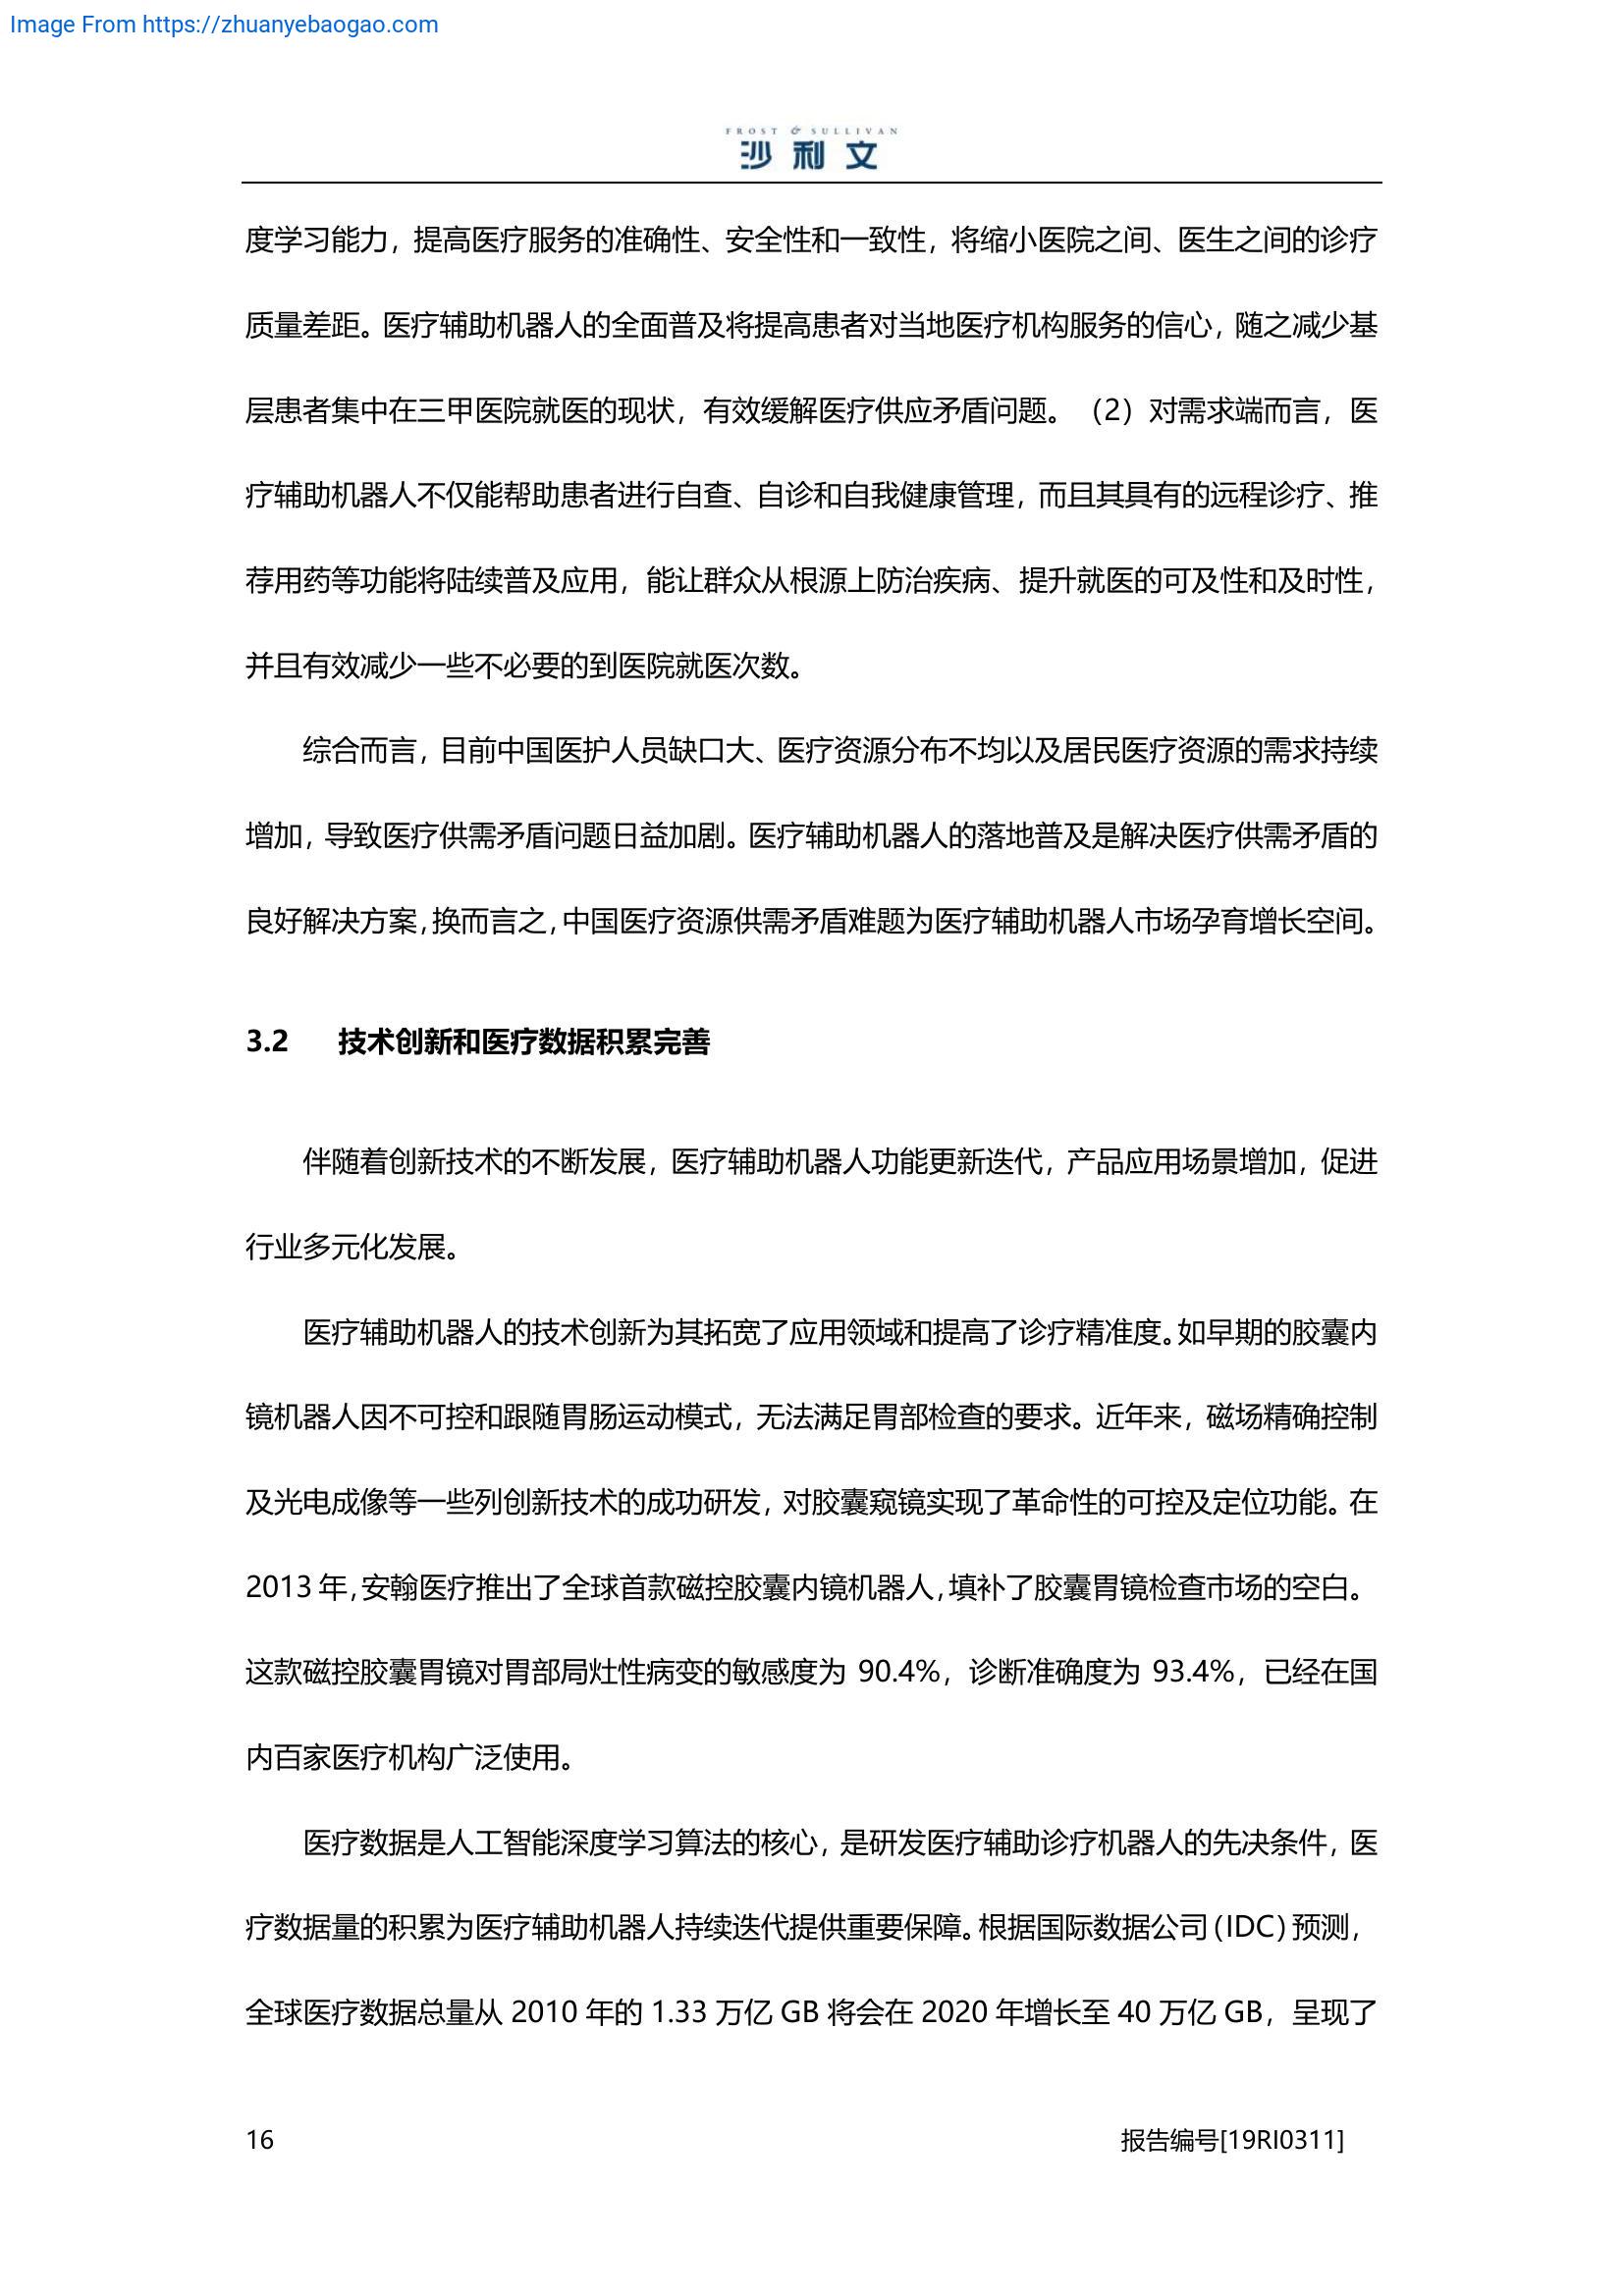 Image From https://zhuanyebaogao.com
FROST & SULLIVAN
沙利文
度学习能力，提高医疗服务的准确性、安全性和一致性，将缩小医院之间、医生之间的诊疗
质量差距。医疗辅助机器人的全面普及将提高患者对当地医疗机构服务的信心，随之减少基
层患者集中在三甲医院就医的现状，有效缓解医疗供应矛盾问题。（2）对需求端而言，医
疗辅助机器人不仅能帮助患者进行自查、自诊和自我健康管理，而且其具有的远程诊疗、推
荐用药等功能将陆续普及应用，能让群众从根源上防治疾病、提升就医的可及性和及时性，
并且有效减少一些不必要的到医院就医次数。
综合而言，目前中国医护人员缺口大、医疗资源分布不均以及居民医疗资源的需求持续
增加，导致医疗供需矛盾问题日益加剧。医疗辅助机器人的落地普及是解决医疗供需矛盾的
良好解决方案，换而言之，中国医疗资源供需矛盾难题为医疗辅助机器人市场孕育增长空间。
3.2 技术创新和医疗数据积累完善
伴随着创新技术的不断发展，医疗辅助机器人功能更新迭代，产品应用场景增加，促进
行业多元化发展。
医疗辅助机器人的技术创新为其拓宽了应用领域和提高了诊疗精准度。如早期的胶囊内
镜机器人因不可控和跟随胃肠运动模式，无法满足胃部检查的要求。近年来，磁场精确控制
及光电成像等一些列创新技术的成功研发，对胶囊窥镜实现了革命性的可控及定位功能。在
2013 年，安翰医疗推出了全球首款磁控胶囊内镜机器人，填补了胶囊胃镜检查市场的空白。
这款磁控胶囊胃镜对胃部局灶性病变的敏感度为 90.4%，诊断准确度为 93.4%，已经在国
内百家医疗机构广泛使用。
医疗数据是人工智能深度学习算法的核心，是研发医疗辅助诊疗机器人的先决条件，医
疗数据量的积累为医疗辅助机器人持续迭代提供重要保障。根据国际数据公司（IDC）预测，
全球医疗数据总量从 2010 年的 1.33 万亿 GB 将会在 2020 年增长至 40 万亿 GB，呈现了
16 报告编号[19RI0311]